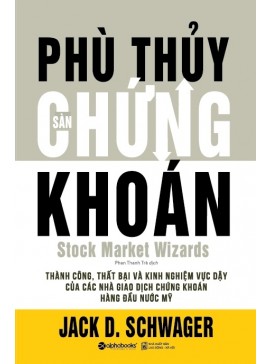 PHÙ THỦY
SÀN
CHỨNG
KHOÁN
Stock Market Wizards
Phan Thanh Trà dịch
THÀNH CÔNG, THẤT BẠI VÀ KINH NGHIỆM VỰC DẬY
CỦA CÁC NHÀ GIAO DỊCH CHỨNG KHOÁN
HÀNG ĐẦU NƯỚC MỸ
alphabooks
JACK D. SCHWAGER